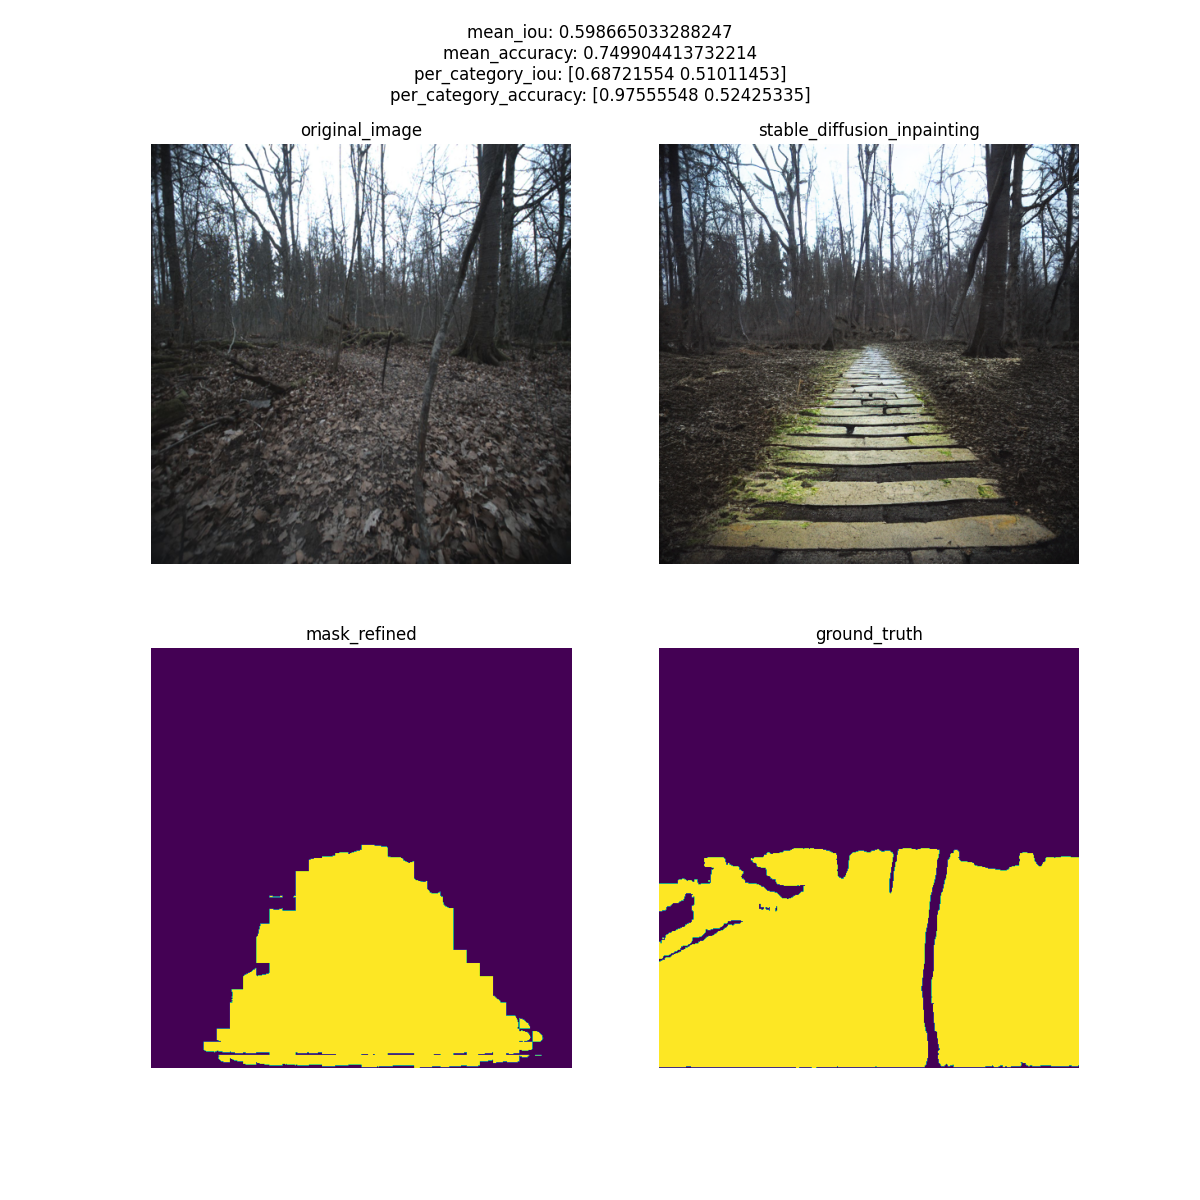 mean_iou: 0.598665033288247
mean_accuracy: 0.749904413732214
per_category_iou: [0.68721554 0.51011453]
per_category_accuracy: [0.97555548 0.52425335]
original_image
stable_diffusion_inpainting
mask_refined
ground_truth